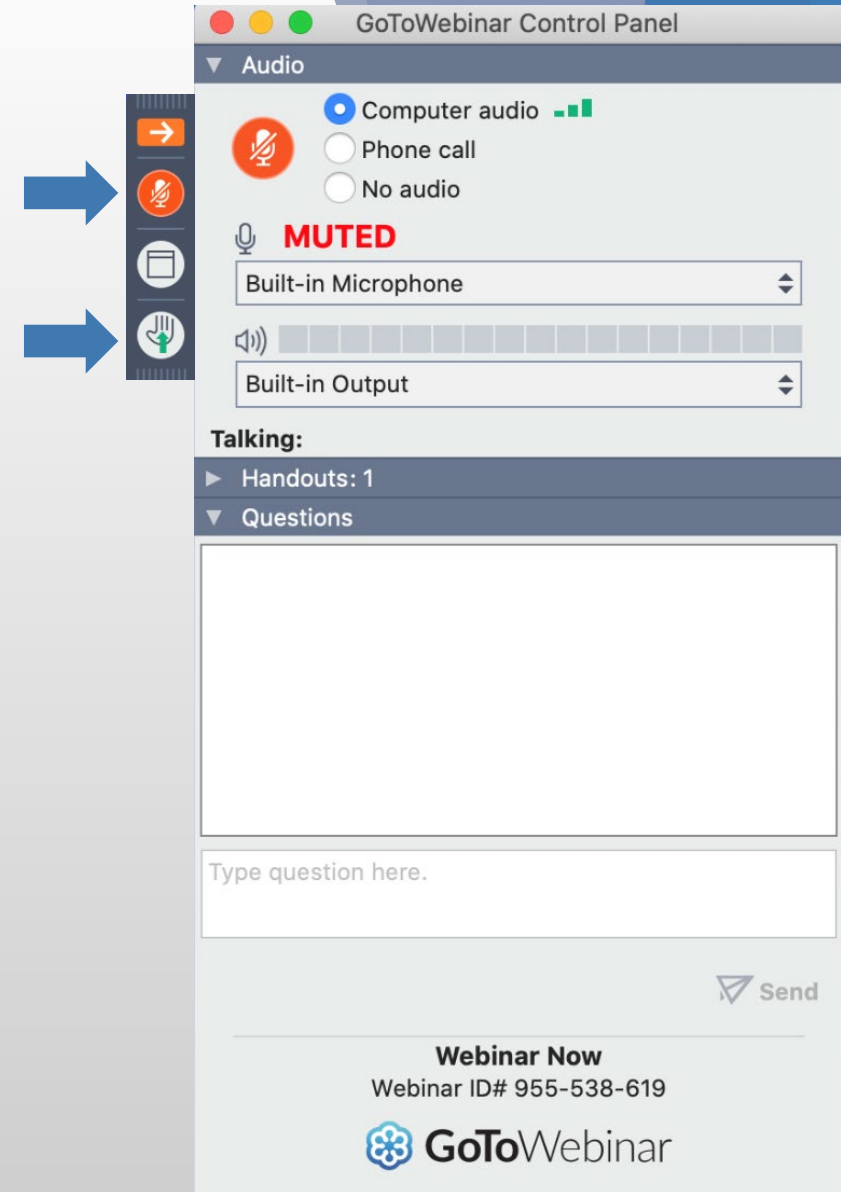 GoToWebinar Control Panel
Audio
Computer audio
Phone call
No audio
MUTED
Built-in Microphone
Built-in Output
Talking:
Handouts: 1
Questions
Type question here.
Send
Webinar Now
Webinar ID# 955-538-619
GoToWebinar